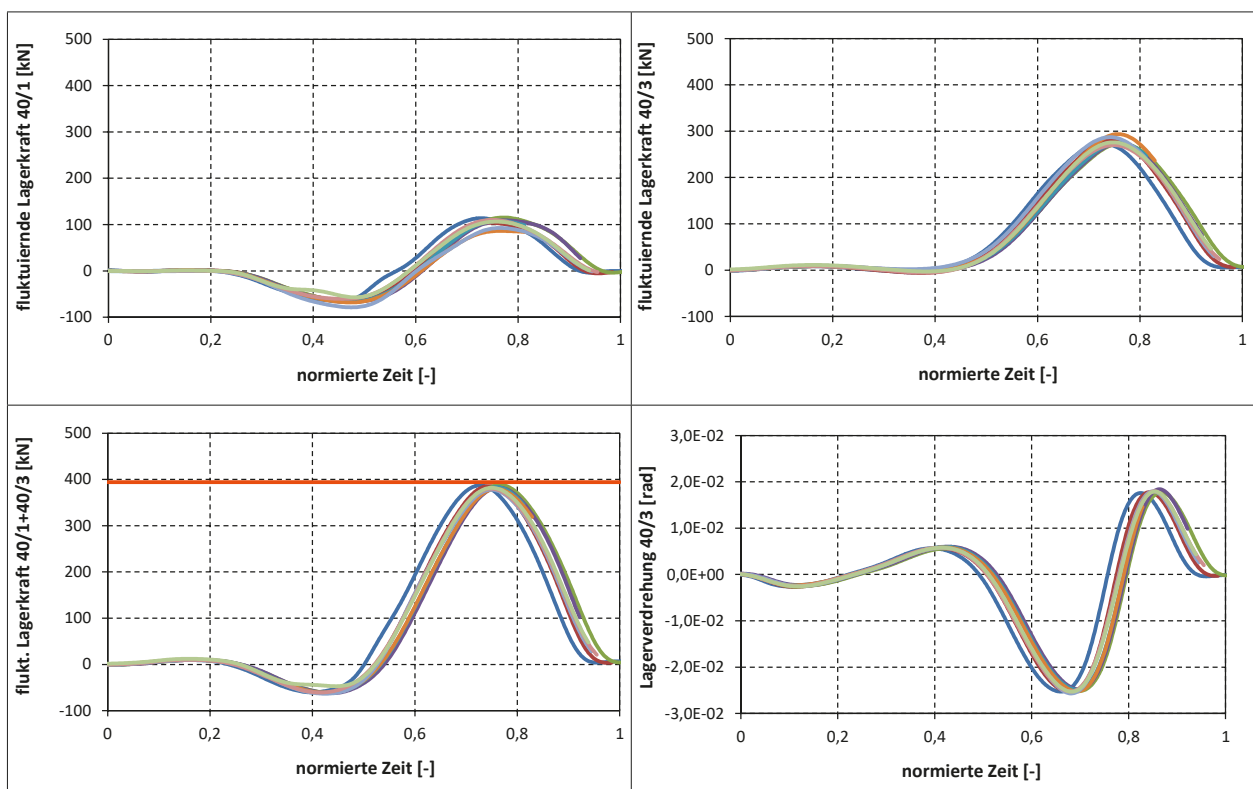 fluktuiernde Lagerkraft 40/1 [kN]
500
400
300
200
100
0
-100
0 0,2 0,4 0,6 0,8 1
normierte Zeit [-]
fluktuiernde Lagerkraft 40/3 [kN]
500
400
300
200
100
0
-100
0 0,2 0,4 0,6 0,8 1
normierte Zeit [-]
flukt. Lagerkraft 40/1+40/3 [kN]
500
400
300
200
100
0
-100
0 0,2 0,4 0,6 0,8 1
normierte Zeit [-]
Lagerverdrehung 40/3 [rad]
3,0E-02
2,0E-02
1,0E-02
0,0E+00
-1,0E-02
-2,0E-02
-3,0E-02
0 0,2 0,4 0,6 0,8 1
normierte Zeit [-]